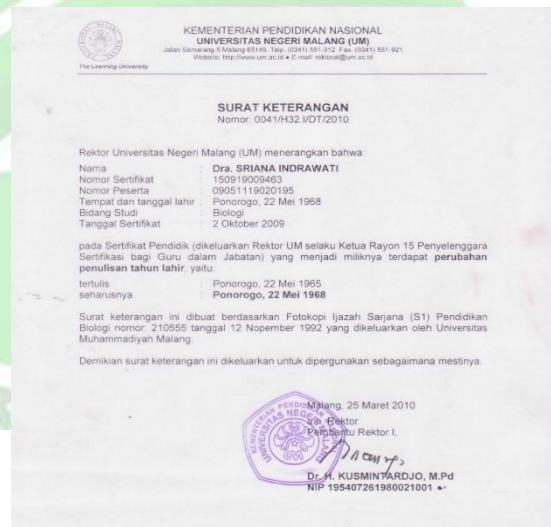 KEMENTERIAN PENDIDIKAN NASIONAL
UNIVERSITAS NEGERI MALANG (UM)
Jalan Semarang 5 Malang 65145. Telp. (0341) 551-312 Fax. (0341) 551-921
Website: http://www.um.ac.id ● E-mail: rektorat@um.ac.id
The Learning University
SURAT KETERANGAN
Nomor: 0041/H32.I/DT/2010
Rektor Universitas Negeri Malang (UM) menerangkan bahwa:
Nama : Dra. SRIANA INDRAWATI
Nomor Sertifikat : 150919009463
Nomor Peserta : 09051119020195
Tempat dan tanggal lahir : Ponorogo, 22 Mei 1968
Bidang Studi : Biologi
Tanggal Sertifikat : 2 Oktober 2009
pada Sertifikat Pendidik (dikeluarkan Rektor UM selaku Ketua Rayon 15 Penyelenggara
Sertifikasi bagi Guru dalam Jabatan) yang menjadi miliknya terdapat perubahan
penulisan tahun lahir, yaitu:
tertulis : Ponorogo, 22 Mei 1965
seharusnya : Ponorogo, 22 Mei 1968
Surat keterangan ini dibuat berdasarkan Fotokopi Ijazah Sarjana (S1) Pendidikan
Biologi nomor: 210555 tanggal 12 Nopember 1992 yang dikeluarkan oleh Universitas
Muhammadiyah Malang.
Demikian surat keterangan ini dikeluarkan untuk dipergunakan sebagaimana mestinya.
Malang, 25 Maret 2010
a.n. Rektor
Pembantu Rektor I,
Dr. H. KUSMINTARDJO, M.Pd
NIP 195407261980021001